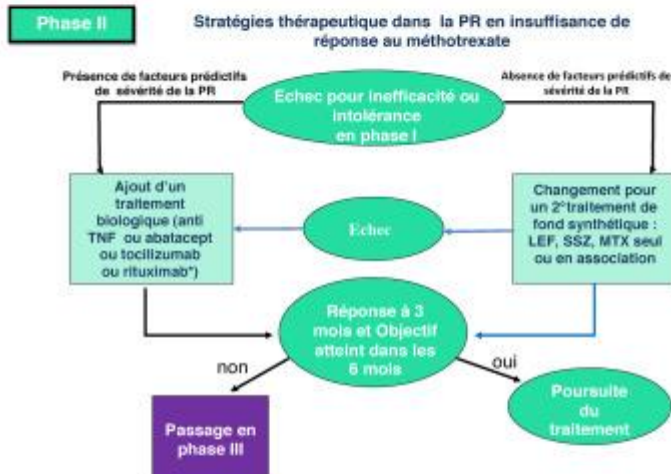 Phase II
Stratégies thérapeutique dans la PR en insuffisance de
réponse au méthotrexate
Présence de facteurs prédictifs
de sévérité de la PR
Absence de facteurs prédictifs de
sévérité de la PR
Echec pour inefficacité ou
intolérance
en phase I
Ajout d'un
traitement
biologique (anti
TNF ou abatacept
ou tocilizumab
ou rituximab*)
Echec
Changement pour
un 2°traitement de
fond synthétique :
LEF, SSZ, MTX seul
ou en association
Réponse à 3
mois et Objectif
atteint dans les
6 mois
non
oui
Passage en
phase III
Poursuite
du
traitement